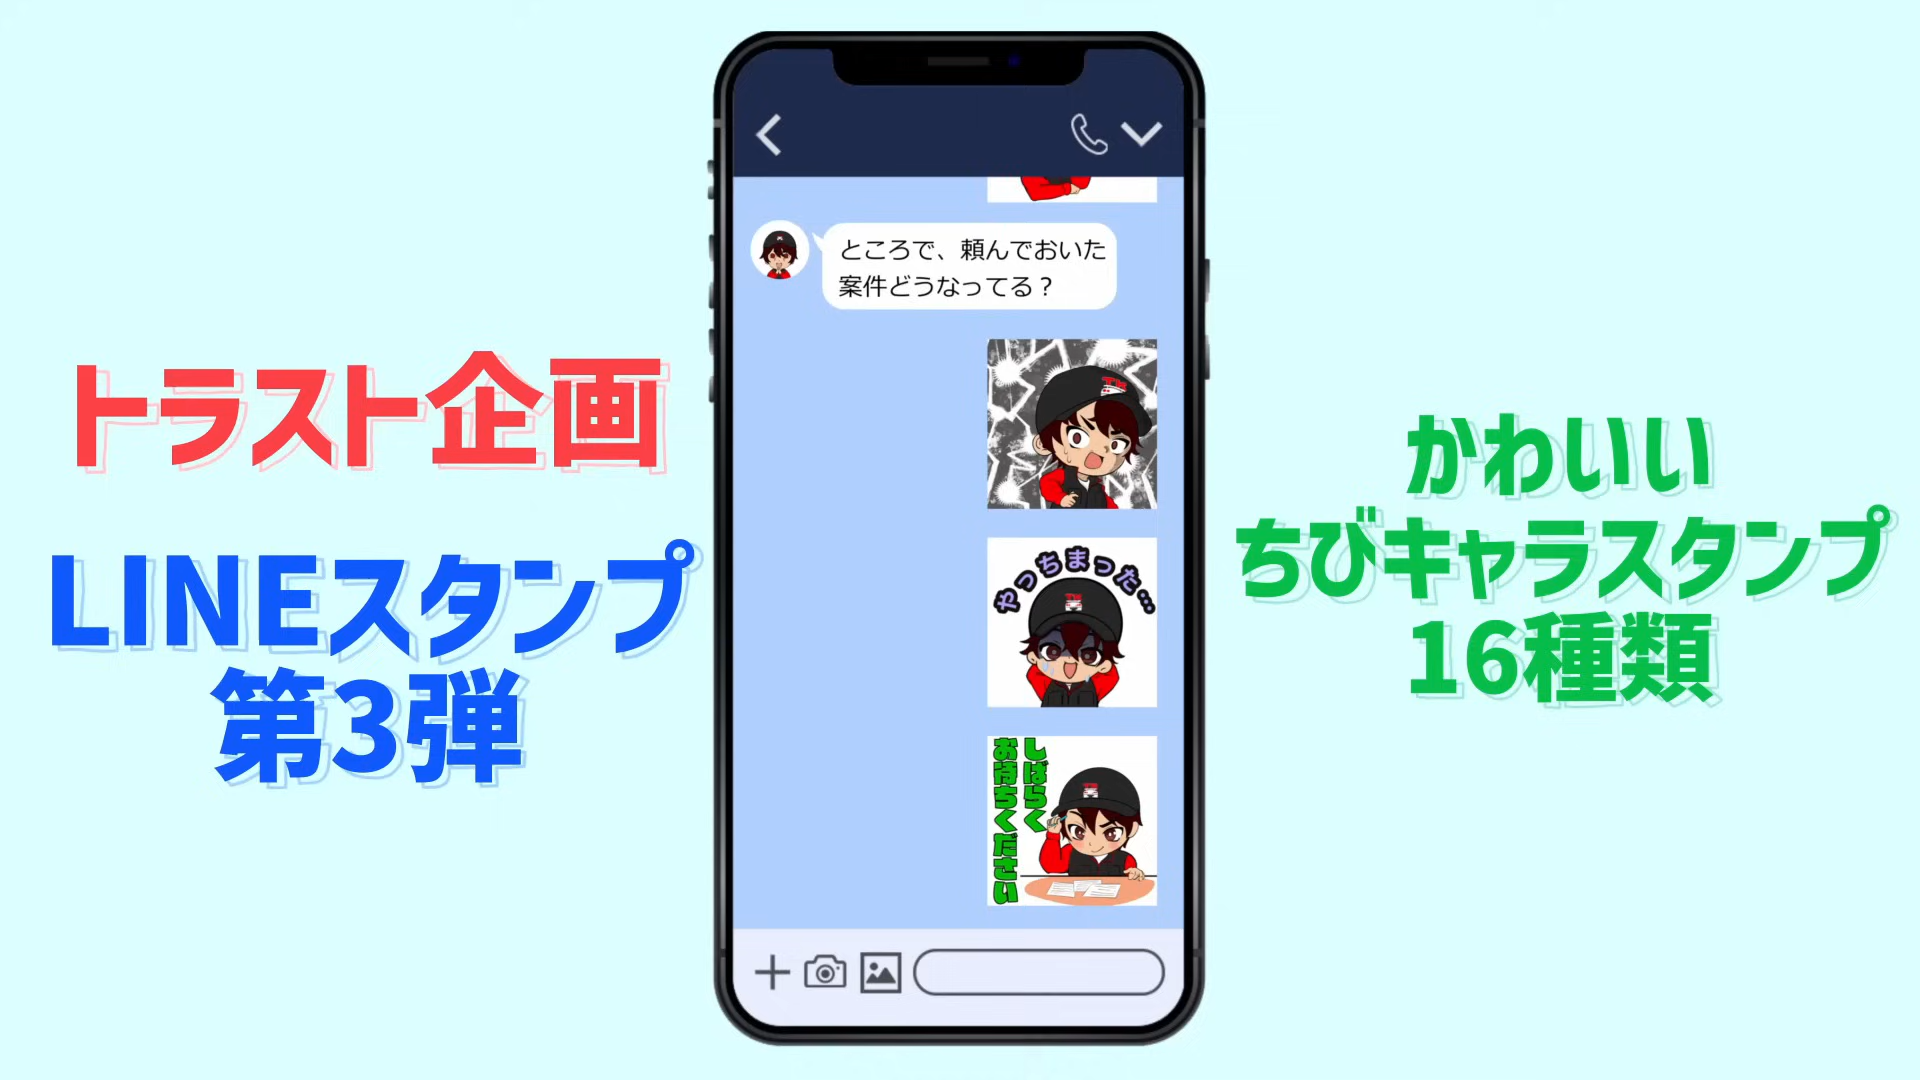 トラスト企画
LINEスタンプ
第3弾
ところで、頼んでおいた
案件どうなってる？
やっちまった…
しばらく
お待ちください
かわいい
ちびキャラスタンプ
16種類